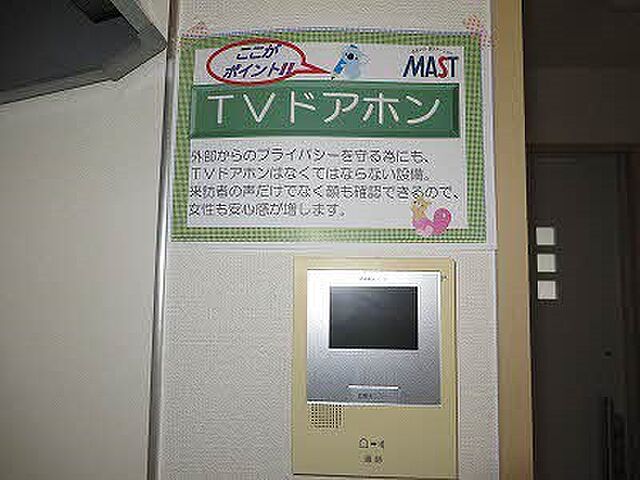 ここが
ポイント!!
MAST
TVドアホン
外部からのプライバシーを守る為にも、
TVドアホンはなくてはならない設備。
来訪者の声だけでなく顔も確認できるので、
女性も安心感が増します。
通話